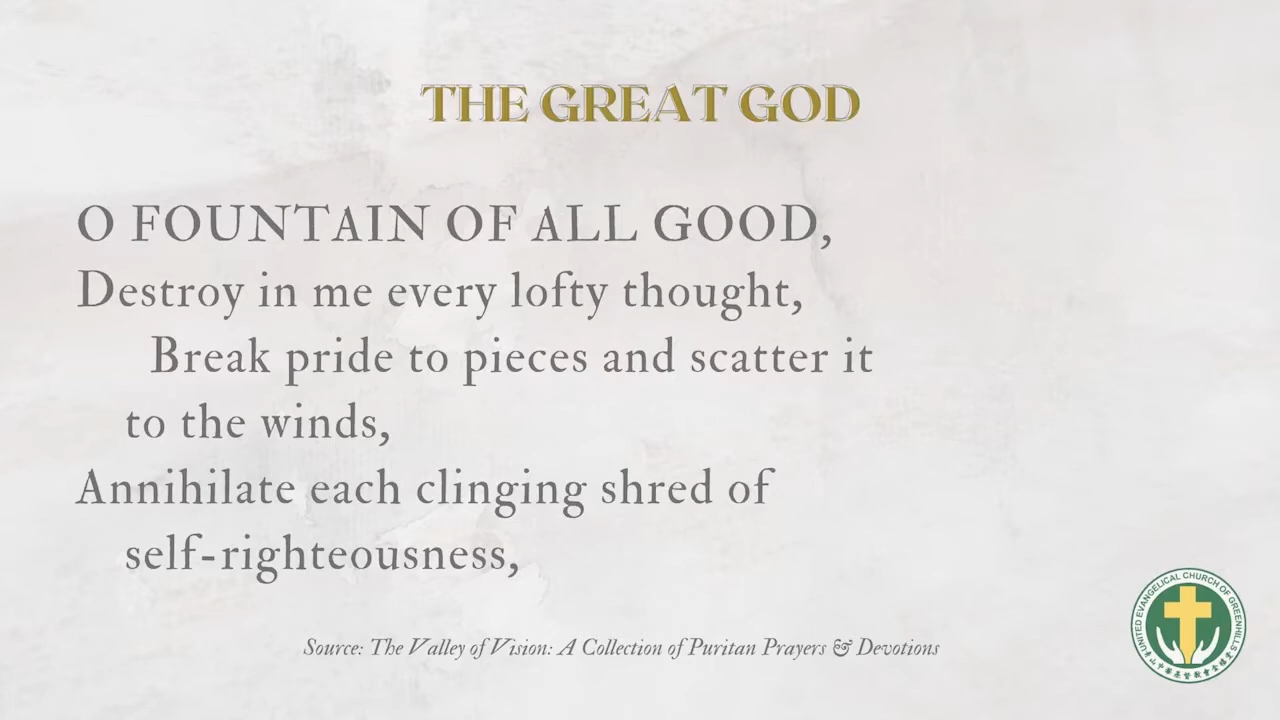 THE GREAT GOD
O FOUNTAIN OF ALL GOOD,
Destroy in me every lofty thought,
Break pride to pieces and scatter it
to the winds,
Annihilate each clinging shred of
self-righteousness,
Source: The Valley of Vision: A Collection of Puritan Prayers & Devotions
UNITED EVANGELICAL CHURCH OF GREENHILLS